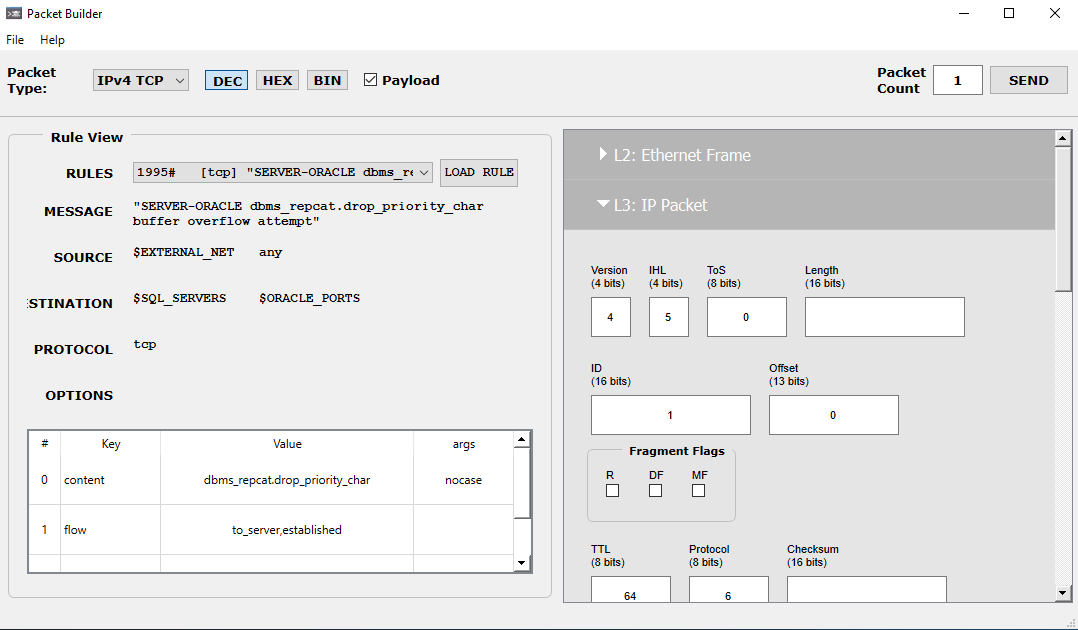 Packet Builder
File Help
Packet
Type:
IPv4 TCP
DEC HEX BIN
Payload
Packet
Count
1
SEND
Rule View
RULES
1995# [tcp] "SERVER-ORACLE dbms_re
LOAD RULE
MESSAGE
"SERVER-ORACLE dbms_repcat.drop_priority_char
buffer overflow attempt"
SOURCE $EXTERNAL_NET any
STINATION $SQL_SERVERS $ORACLE_PORTS
PROTOCOL tcp
OPTIONS
# Key Value args
0 content dbms_repcat.drop_priority_char nocase
1 flow to_server,established
L2: Ethernet Frame
L3: IP Packet
Version IHL ToS Length
(4 bits) (4 bits) (8 bits) (16 bits)
4 5 0
ID Offset
(16 bits) (13 bits)
1 0
Fragment Flags
R DF MF
TTL Protocol Checksum
(8 bits) (8 bits) (16 bits)
64 6